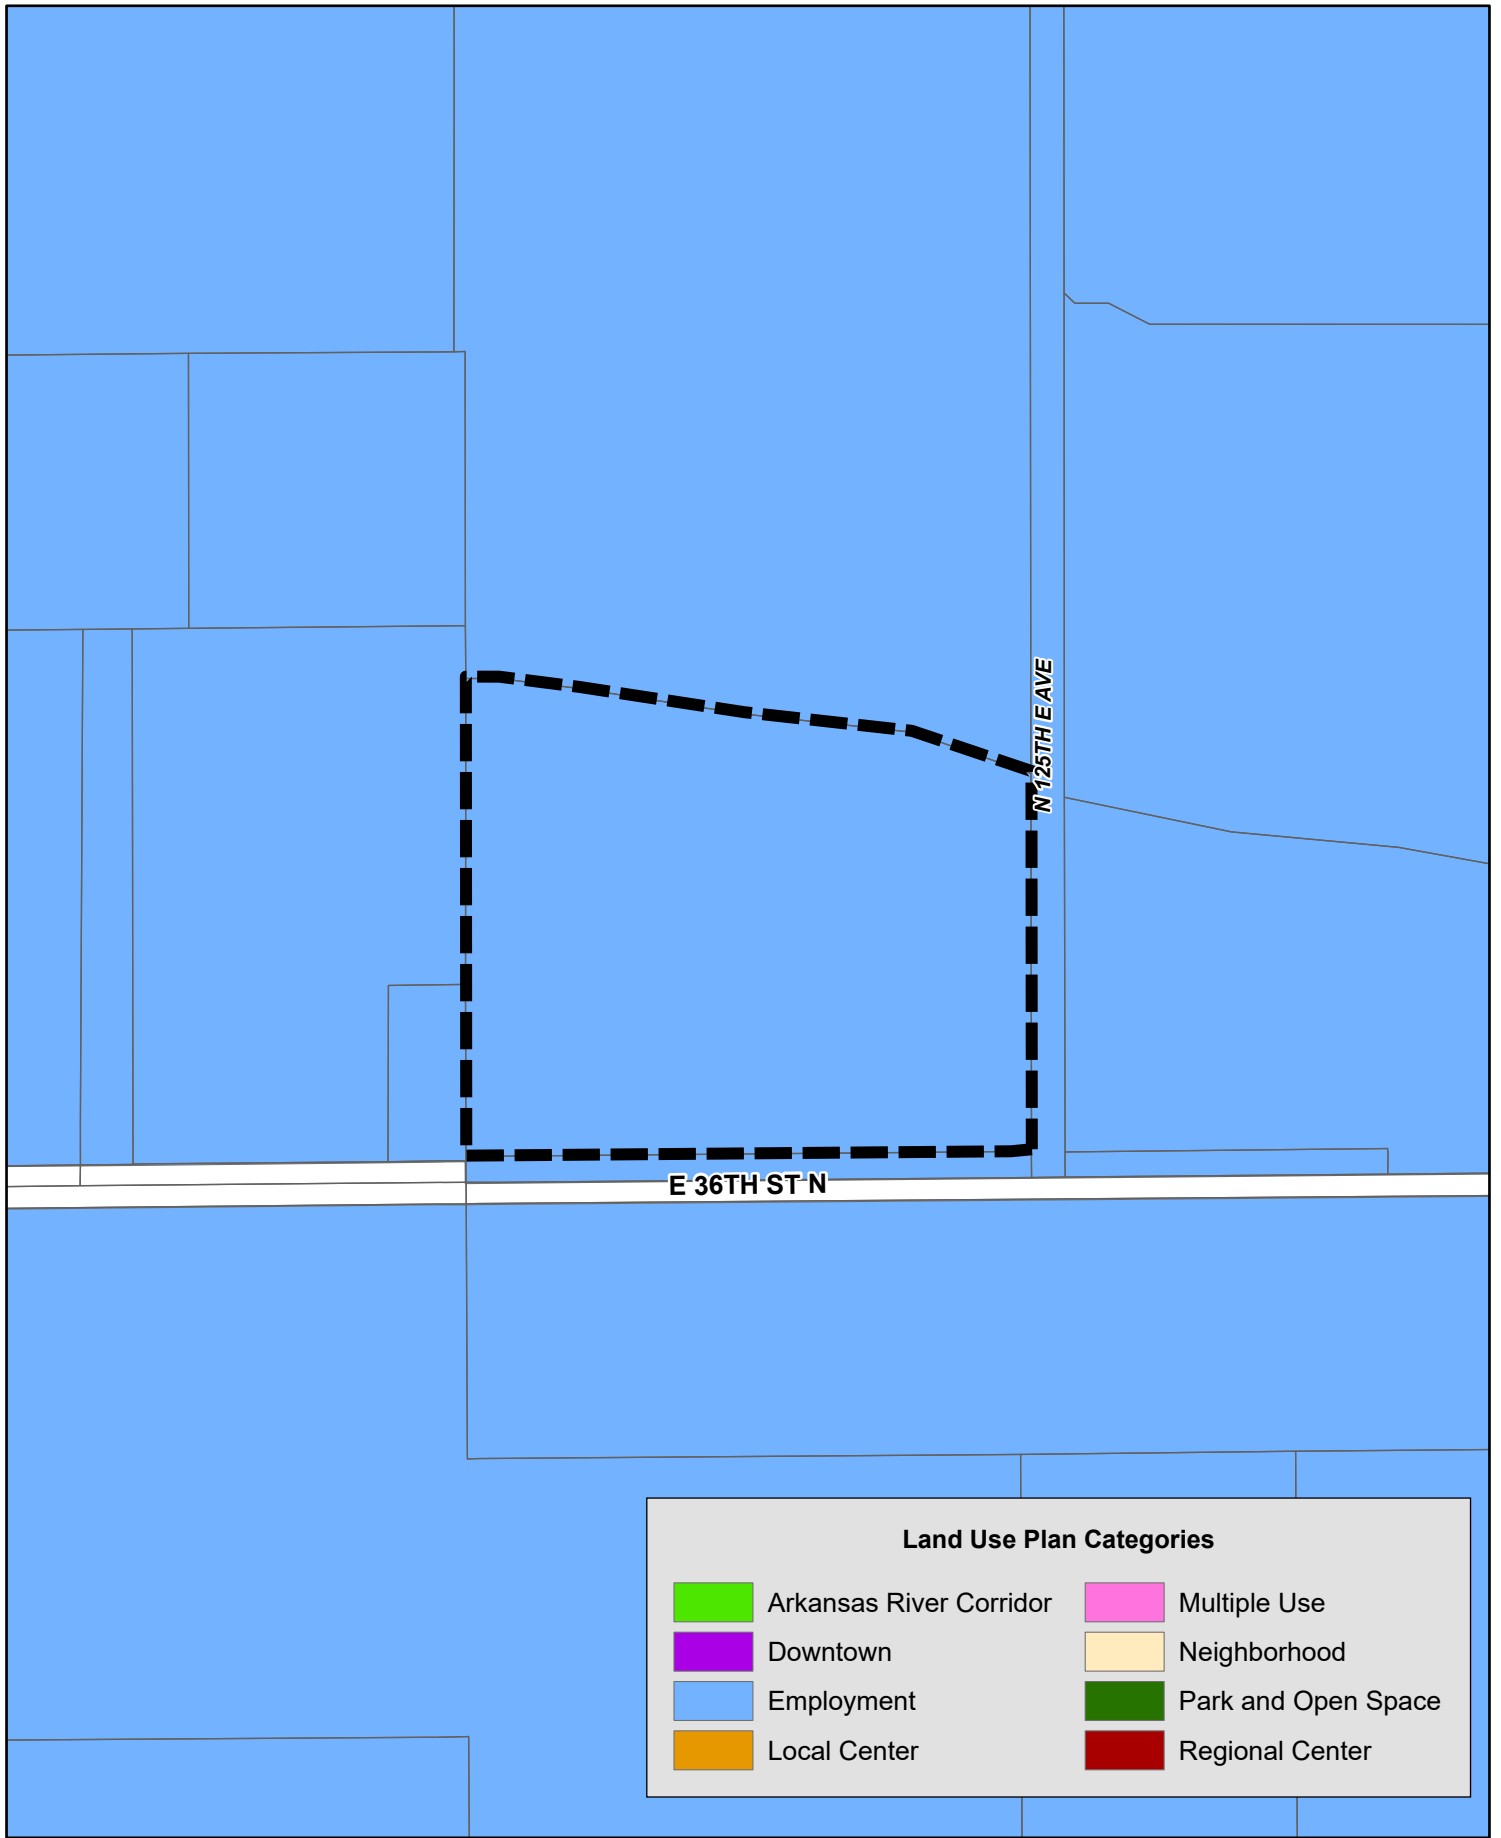 N 125TH E AVE
E 36TH ST N
Land Use Plan Categories
Arkansas River Corridor
Downtown
Employment
Local Center
Multiple Use
Neighborhood
Park and Open Space
Regional Center